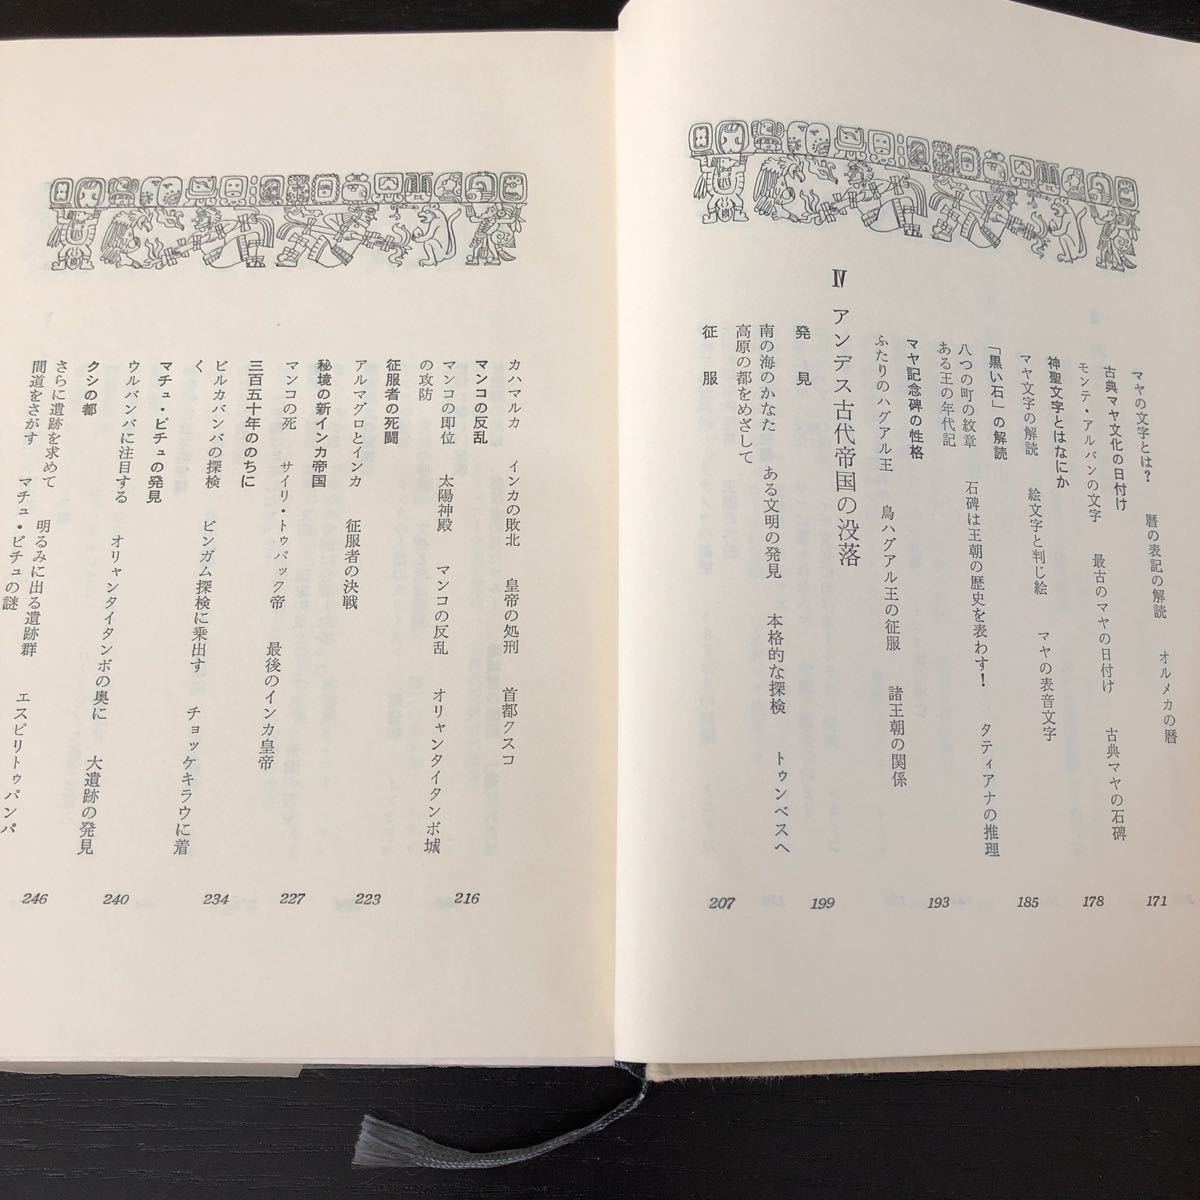 マヤの文字とは? 暦の表記の解読 オルメカの暦 171
古典マヤ文化の日付け
モンテ・アルバンの文字 最古のマヤの日付け 古典マヤの石碑 178
神聖文字とはなにか
マヤ文字の解読 絵文字と判じ絵 マヤの表音文字 185
「黒い石」の解読
八つの町の紋章 石碑は王朝の歴史を表わす! タティアナの推理
ある王の年代記 193
マヤ記念碑の性格
ふたりのハグアル王 鳥ハグアル王の征服 諸王朝の関係
Ⅳ アンデス古代帝国の没落
発見 199
南の海のかなた ある文明の発見 本格的な探検 トゥンベスへ
高原の都をめざして
征服 207
カハマルカ インカの敗北 皇帝の処刑 首都クスコ
マンコの反乱 216
マンコの即位 太陽神殿 マンコの反乱 オリャンタイタンボ城
の攻防
征服者の死闘 223
アルマグロとインカ 征服者の決戦
秘境の新インカ帝国 227
マンコの死 サイリ・トゥパック帝 最後のインカ皇帝
三百五十年ののちに 234
ビルカバンバの探検 ビンガム探検に乗出す チョッケキラウに着
く
マチュ・ピチュの発見 240
ウルバンバに注目する オリャンタイタンボの奥に 大遺跡の発見
クシの都 246
さらに遺跡を求めて 明るみに出る遺跡群 エスピリトゥパンパ
間道をさがす マチュ・ピチュの謎